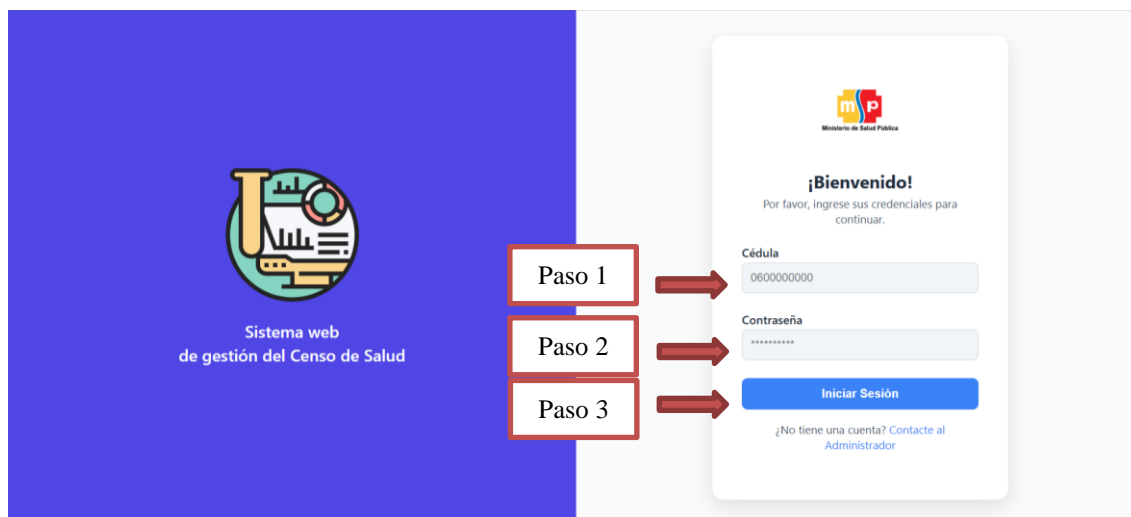 Sistema web
de gestión del Censo de Salud
Paso 1
Paso 2
Paso 3
msp
Ministerio de Salud Pública
¡Bienvenido!
Por favor, ingrese sus credenciales para
continuar.
Cédula
0600000000
Contraseña
**********
Iniciar Sesión
¿No tiene una cuenta? Contacte al
Administrador